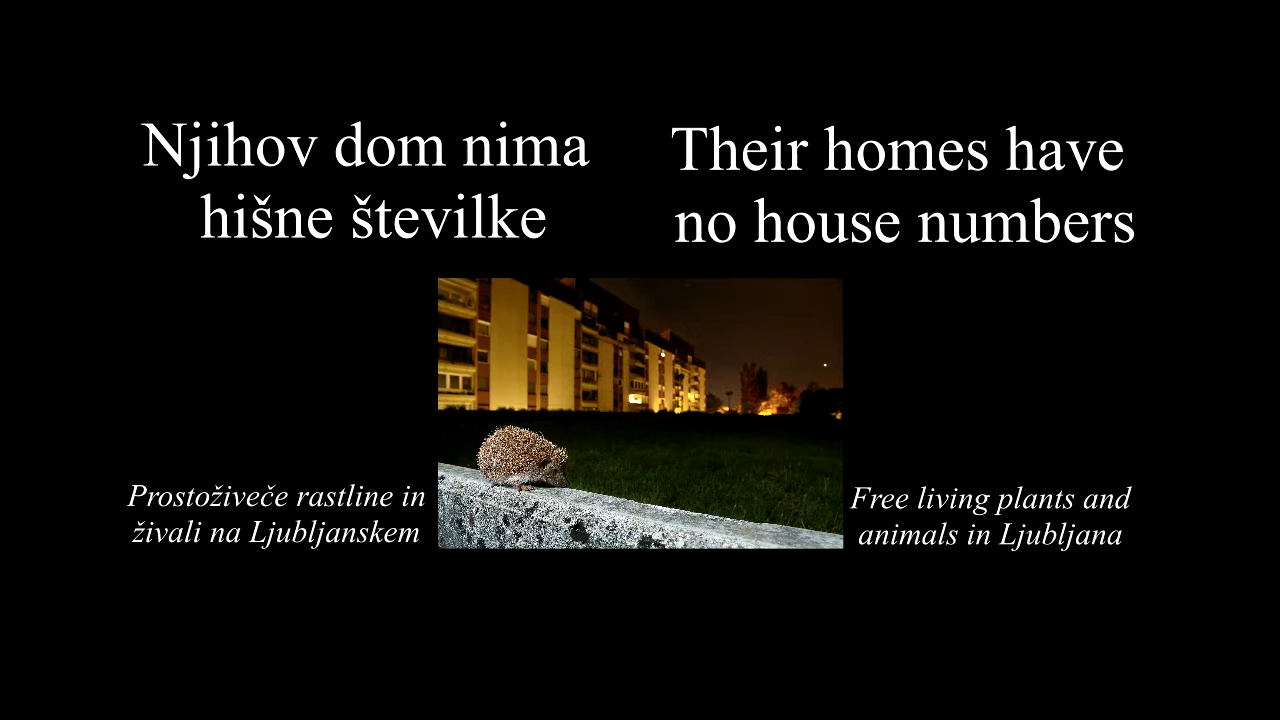 Njihov dom nima
hišne številke
Their homes have
no house numbers
Prostoživeče rastline in
živali na Ljubljanskem
Free living plants and
animals in Ljubljana